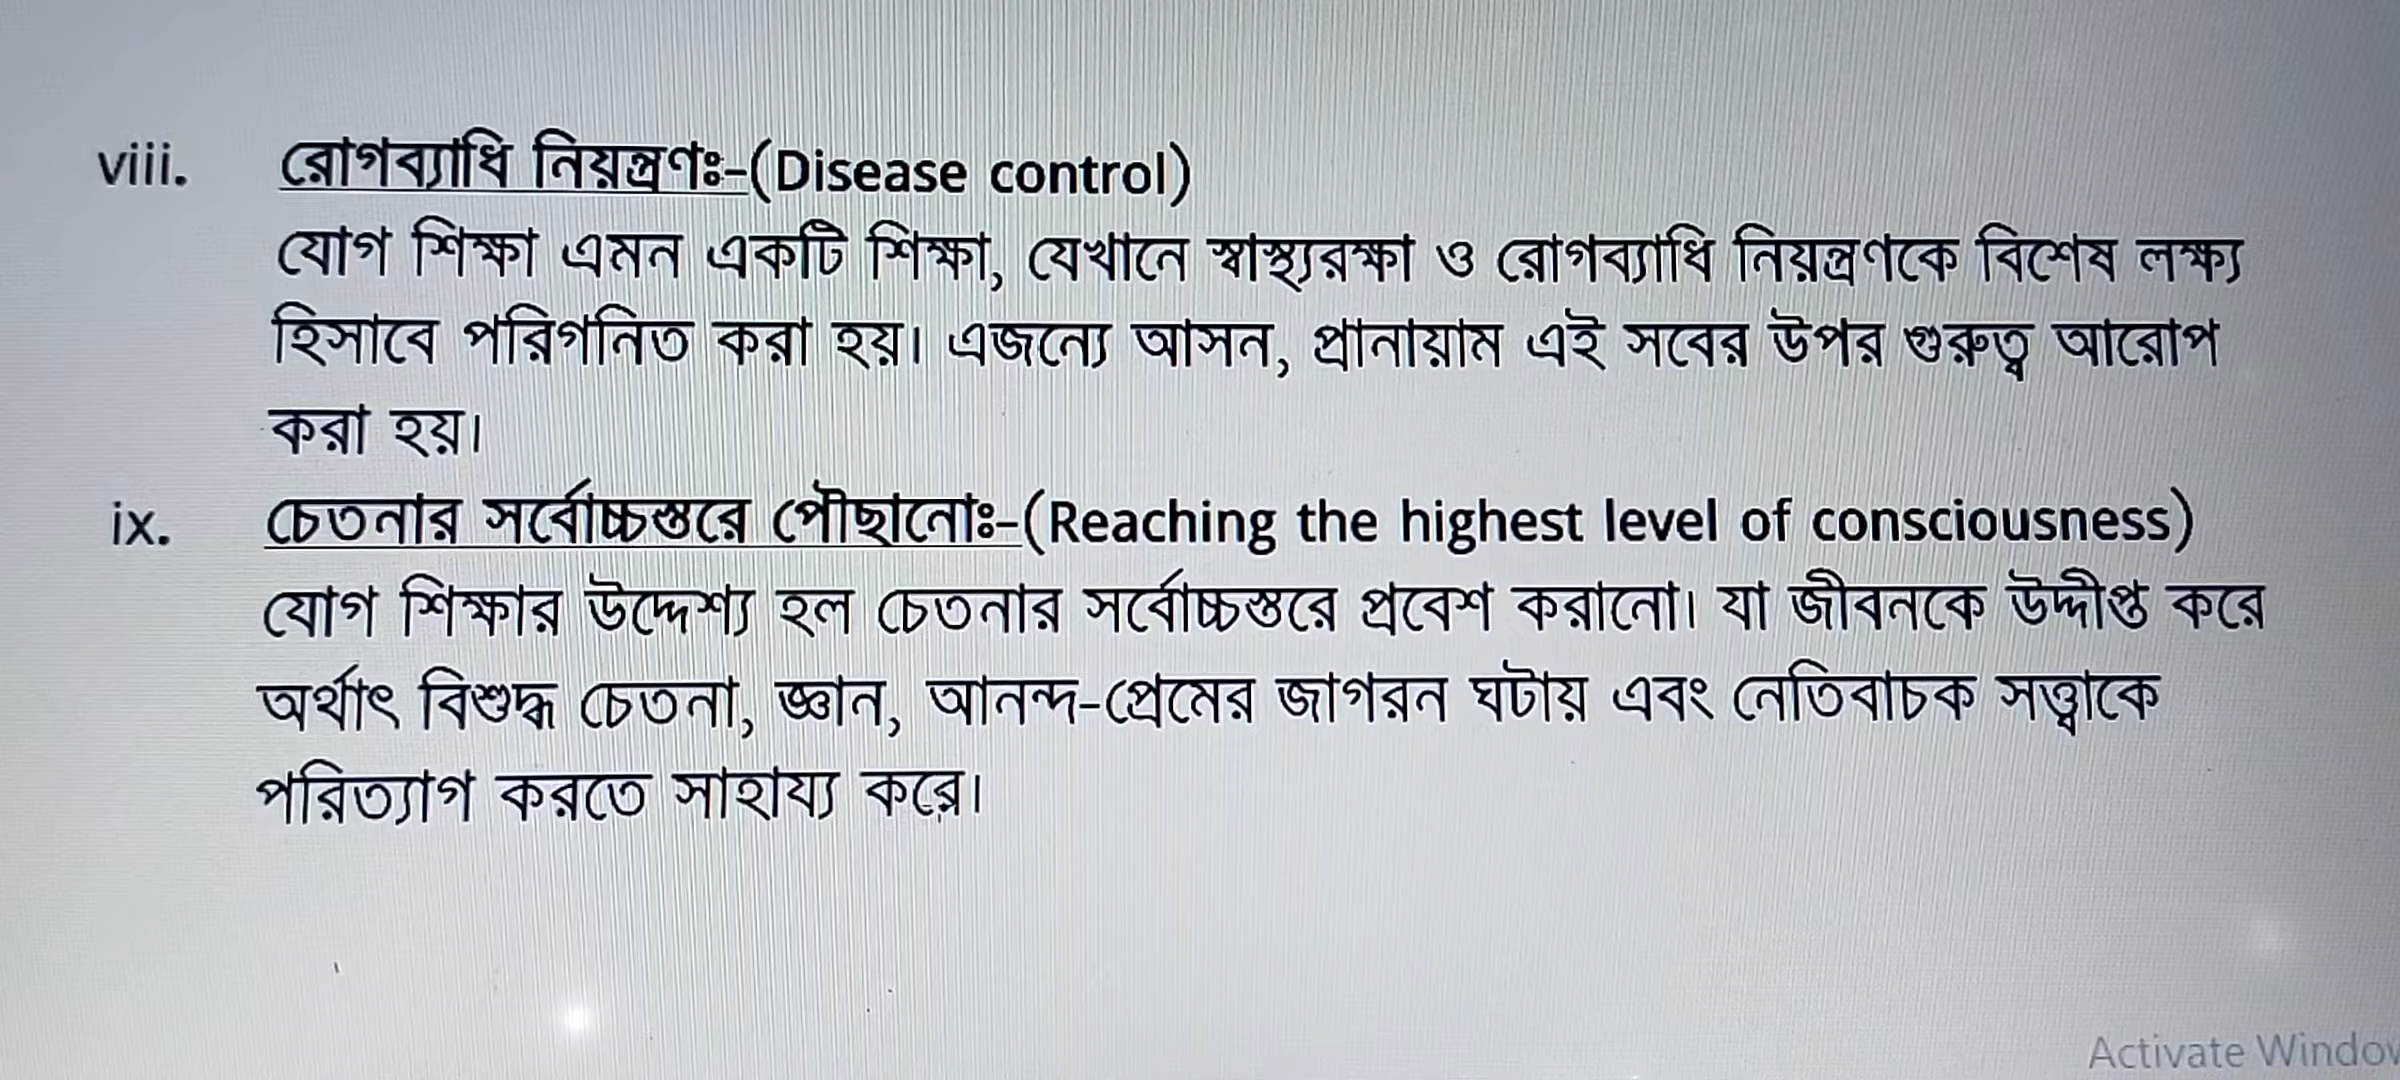 viii. রোগব্যাধি নিয়ন্ত্রণঃ-(Disease control)
যোগ শিক্ষা এমন একটি শিক্ষা, যেখানে স্বাস্থ্যরক্ষা ও রোগব্যাধি নিয়ন্ত্রণকে বিশেষ লক্ষ্য
হিসাবে পরিগনিত করা হয়। এজন্যে আসন, প্রানায়াম এই সবের উপর গুরুত্ব আরোপ
করা হয়।
ix. চেতনার সর্বোচ্চস্তরে পৌছানোঃ-(Reaching the highest level of consciousness)
যোগ শিক্ষার উদ্দেশ্য হল চেতনার সর্বোচ্চস্তরে প্রবেশ করানো। যা জীবনকে উদ্দীপ্ত করে
অর্থাৎ বিশুদ্ধ চেতনা, জ্ঞান, আনন্দ-প্রেমের জাগরন ঘটায় এবং নেতিবাচক সত্ত্বাকে
পরিত্যাগ করতে সাহায্য করে।
Activate Window